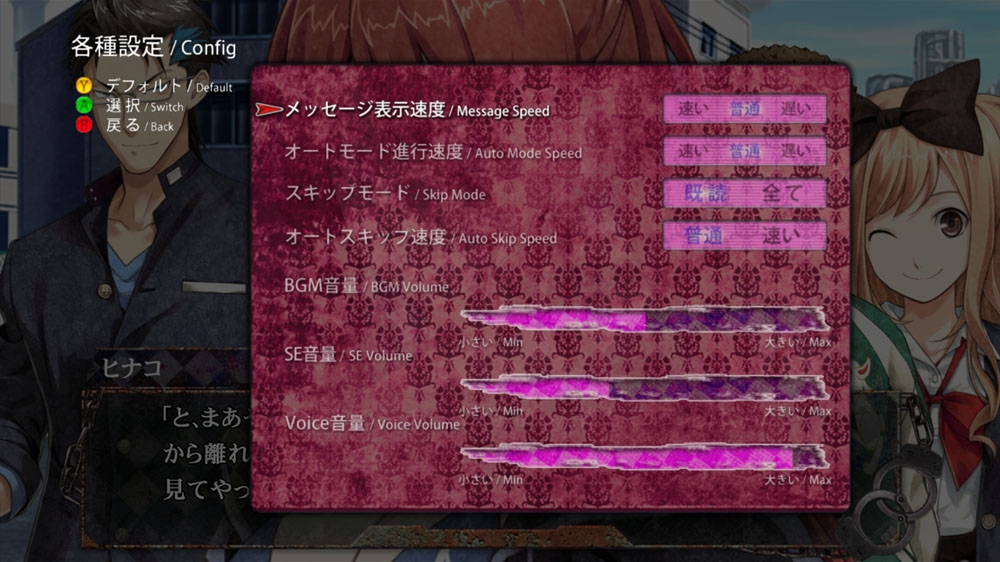 各種設定 / Config
Y デフォルト / Default
A 選択 / Switch
戻る / Back
メッセージ表示速度 / Message Speed
速い 普通 遅い
オートモード進行速度 / Auto Mode Speed
速い 普通 遅い
スキップモード / Skip Mode
既読 全て
オートスキップ速度 / Auto Skip Speed
普通 速い
BGM音量 / BGM Volume
小さい / Min 大きい / Max
SE音量 / SE Volume
小さい / Min 大きい / Max
Voice音量 / Voice Volume
小さい / Min 大きい / Max
ヒナコ
「と、まあ
から離れ
見てやっ